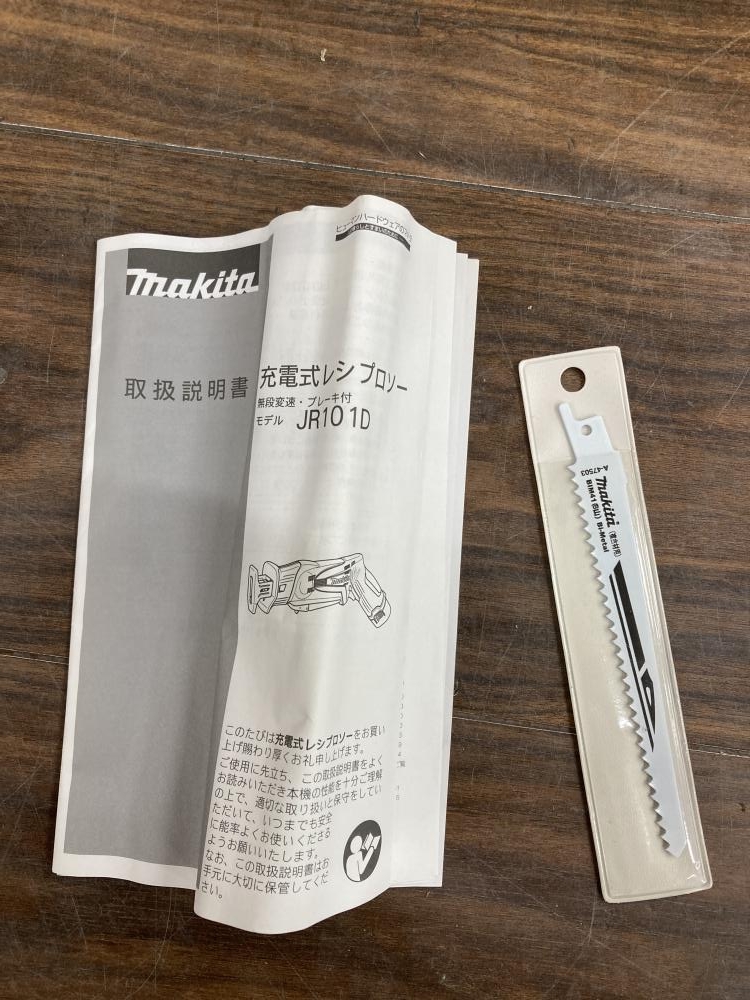 makita
取扱説明書
充電式レシプロソー
無段変速・ブレーキ付
モデル JR101D
makita
このたびは充電式レシプロソーをお買い
上げ賜わり厚くお礼申し上げます。
ご使用に先立ち、この取扱説明書をよく
お読みいただき本機の性能を十分ご理解
の上で、適切な取り扱いと保守をしてい
ただいて、いつまでも安全
に能率よくお使いくださる
ようお願いいたします。
なお、この取扱説明書はお
手元に大切に保管してくだ
さい。
A-47503
makita
BIM41 (6山) Bi-Metal